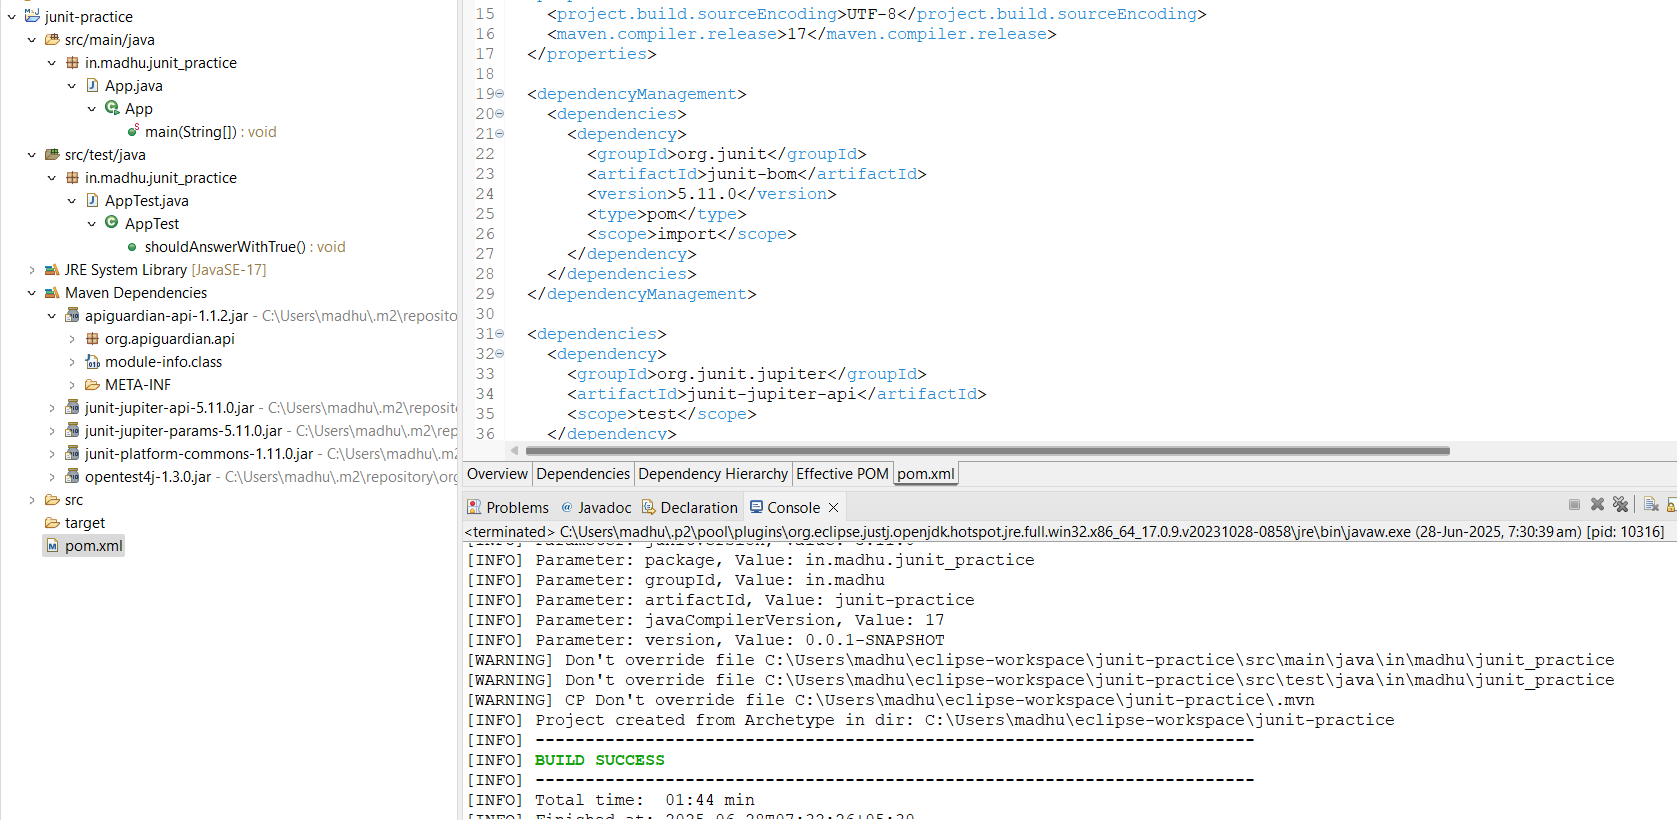 junit-practice
src/main/java
in.madhu.junit_practice
App.java
App
main(String[]) : void
src/test/java
in.madhu.junit_practice
AppTest.java
AppTest
shouldAnswerWithTrue() : void
JRE System Library [JavaSE-17]
Maven Dependencies
apiguardian-api-1.1.2.jar - C:\Users\madhu\.m2\reposito
org.apiguardian.api
module-info.class
META-INF
junit-jupiter-api-5.11.0.jar - C:\Users\madhu\.m2\reposit
junit-jupiter-params-5.11.0.jar - C:\Users\madhu\.m2\rep
junit-platform-commons-1.11.0.jar - C:\Users\madhu\.m2
opentest4j-1.3.0.jar - C:\Users\madhu\.m2\repository\org
src
target
pom.xml
15 <project.build.sourceEncoding>UTF-8</project.build.sourceEncoding>
16 <maven.compiler.release>17</maven.compiler.release>
17 </properties>
18
19 <dependencyManagement>
20 <dependencies>
21 <dependency>
22 <groupId>org.junit</groupId>
23 <artifactId>junit-bom</artifactId>
24 <version>5.11.0</version>
25 <type>pom</type>
26 <scope>import</scope>
27 </dependency>
28 </dependencies>
29 </dependencyManagement>
30
31 <dependencies>
32 <dependency>
33 <groupId>org.junit.jupiter</groupId>
34 <artifactId>junit-jupiter-api</artifactId>
35 <scope>test</scope>
36 </dependency>
Overview Dependencies Dependency Hierarchy Effective POM pom.xml
Problems Javadoc Declaration Console
<terminated> C:\Users\madhu\.p2\pool\plugins\org.eclipse.justj.openjdk.hotspot.jre.full.win32.x86_64_17.0.9.v20231028-0858\jre\bin\javaw.exe (28-Jun-2025, 7:30:39 am) [pid: 10316]
[INFO] Parameter: package, Value: in.madhu.junit_practice
[INFO] Parameter: groupId, Value: in.madhu
[INFO] Parameter: artifactId, Value: junit-practice
[INFO] Parameter: javaCompilerVersion, Value: 17
[INFO] Parameter: version, Value: 0.0.1-SNAPSHOT
[WARNING] Don't override file C:\Users\madhu\eclipse-workspace\junit-practice\src\main\java\in\madhu\junit_practice
[WARNING] Don't override file C:\Users\madhu\eclipse-workspace\junit-practice\src\test\java\in\madhu\junit_practice
[WARNING] CP Don't override file C:\Users\madhu\eclipse-workspace\junit-practice\.mvn
[INFO] Project created from Archetype in dir: C:\Users\madhu\eclipse-workspace\junit-practice
[INFO] ------------------------------------------------------------------------
[INFO] BUILD SUCCESS
[INFO] ------------------------------------------------------------------------
[INFO] Total time:  01:44 min